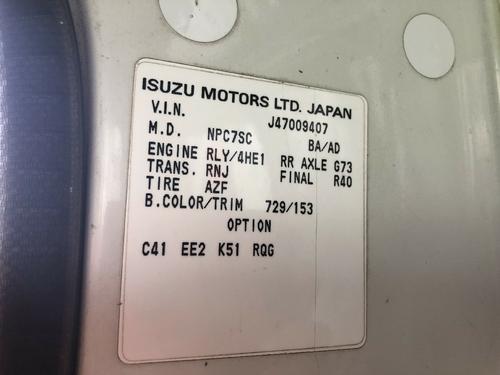 ISUZU MOTORS LTD. JAPAN
V.I.N. J47009407
M.D. NPC7SC BA/AD
ENGINE RLY/4HE1 RR AXLE G73
TRANS. RNJ FINAL R40
TIRE AZF
B.COLOR/TRIM 729/153
OPTION
C41 EE2 K51 RQG